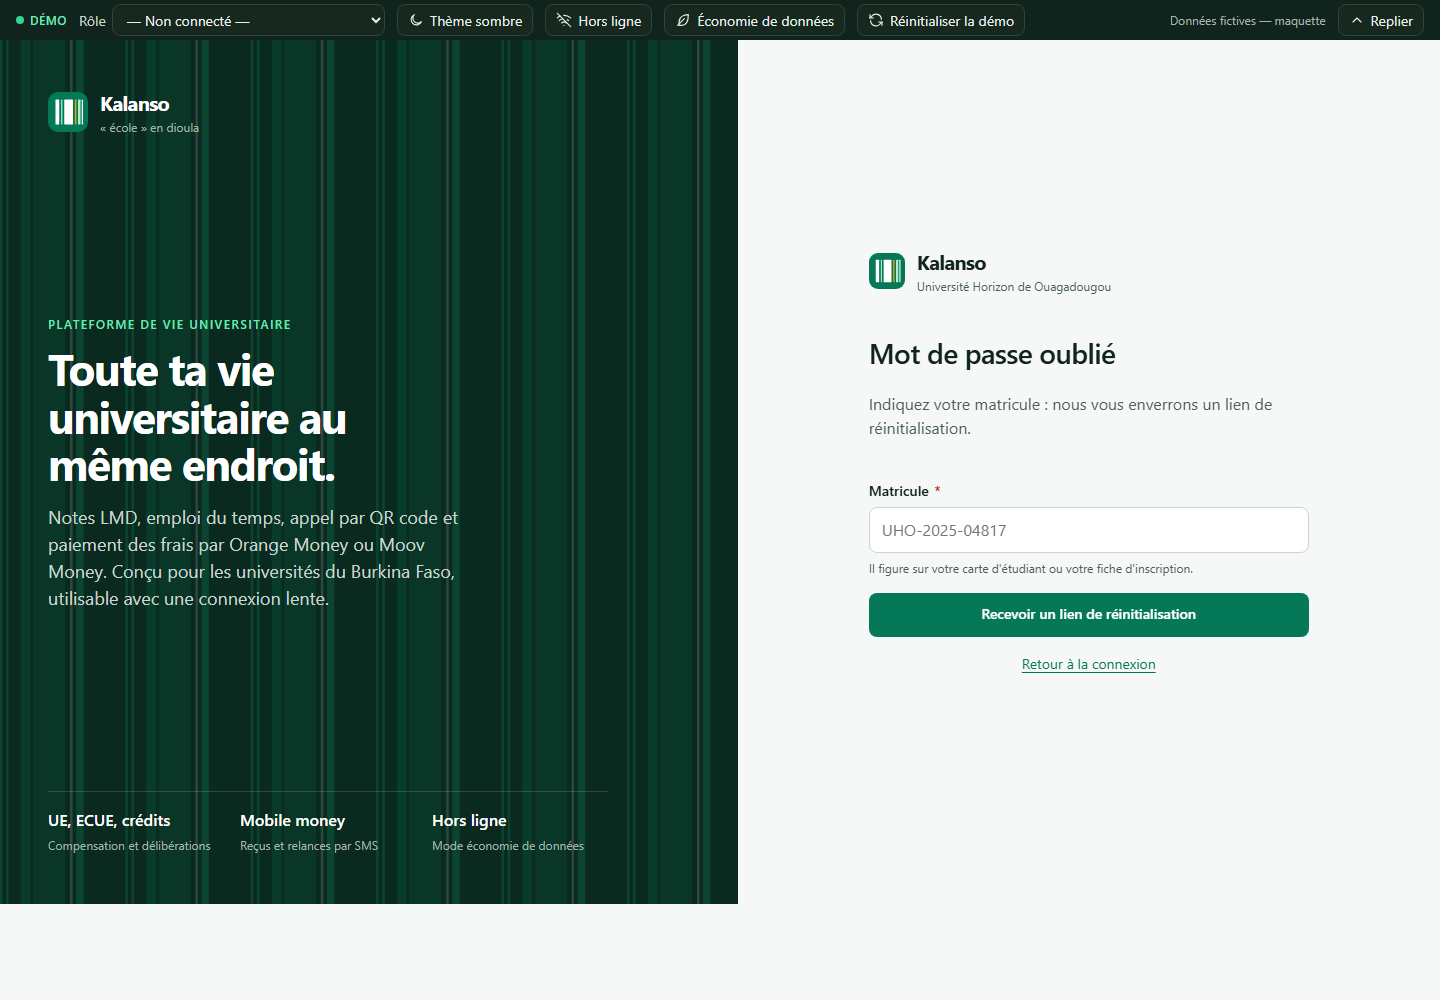 DÉMO Rôle — Non connecté — Thème sombre Hors ligne Économie de données Réinitialiser la démo Données fictives — maquette Replier
Kalanso
« école » en dioula
PLATEFORME DE VIE UNIVERSITAIRE
Toute ta vie
universitaire au
même endroit.
Notes LMD, emploi du temps, appel par QR code et
paiement des frais par Orange Money ou Moov
Money. Conçu pour les universités du Burkina Faso,
utilisable avec une connexion lente.
UE, ECUE, crédits
Compensation et délibérations
Mobile money
Reçus et relances par SMS
Hors ligne
Mode économie de données
Kalanso
Université Horizon de Ouagadougou
Mot de passe oublié
Indiquez votre matricule : nous vous enverrons un lien de
réinitialisation.
Matricule *
UHO-2025-04817
Il figure sur votre carte d'étudiant ou votre fiche d'inscription.
Recevoir un lien de réinitialisation
Retour à la connexion